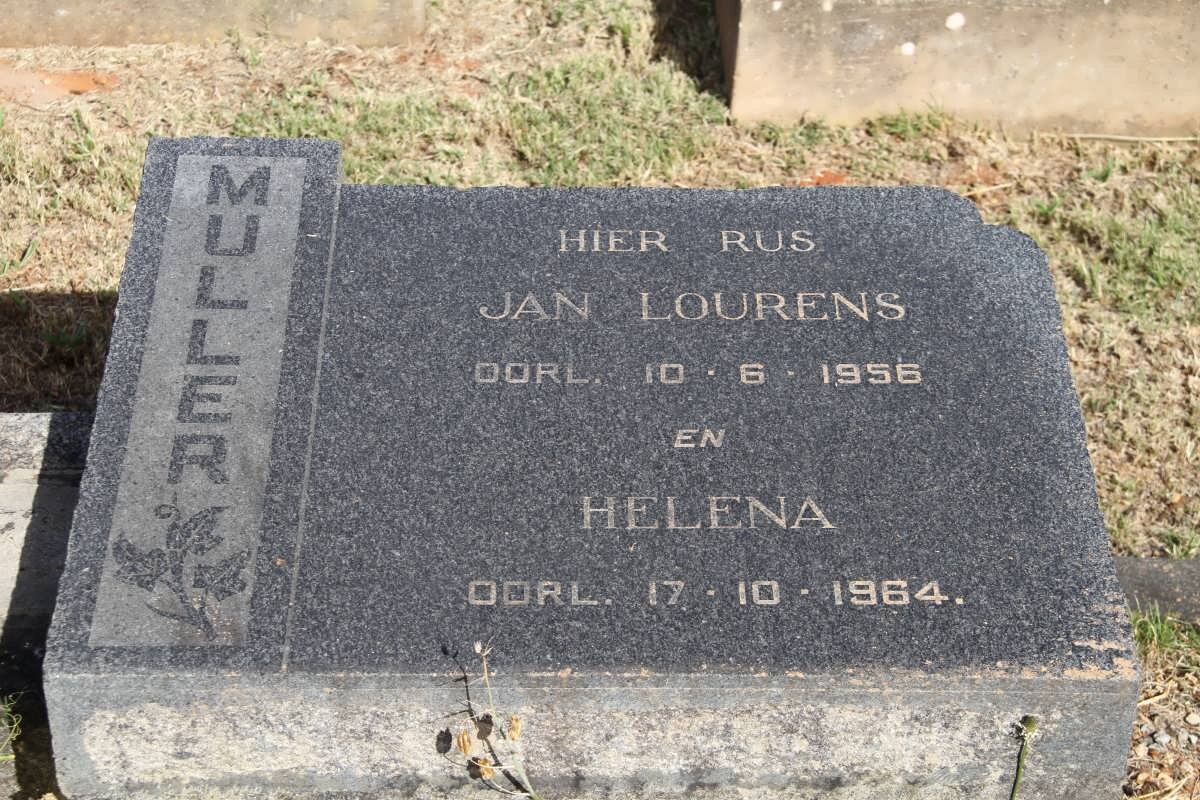 MULLER
HIER RUS
JAN LOURENS
OORL. 10 · 6 · 1956
EN
HELENA
OORL. 17 · 10 · 1964.